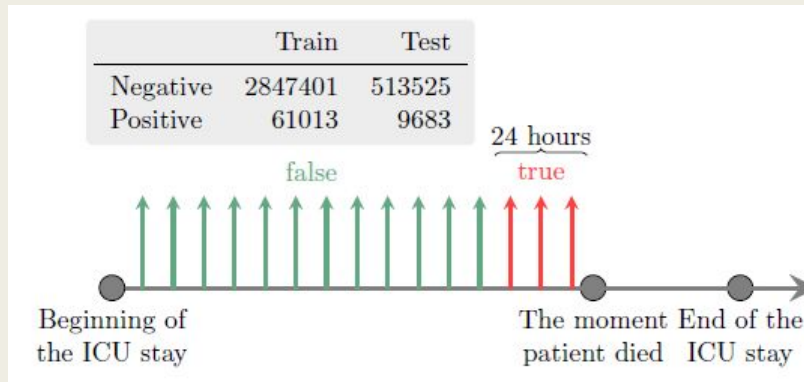 Train Test
Negative 2847401 513525
Positive 61013 9683
24 hours
false true
Beginning of
the ICU stay
The moment
patient died
End of the
ICU stay